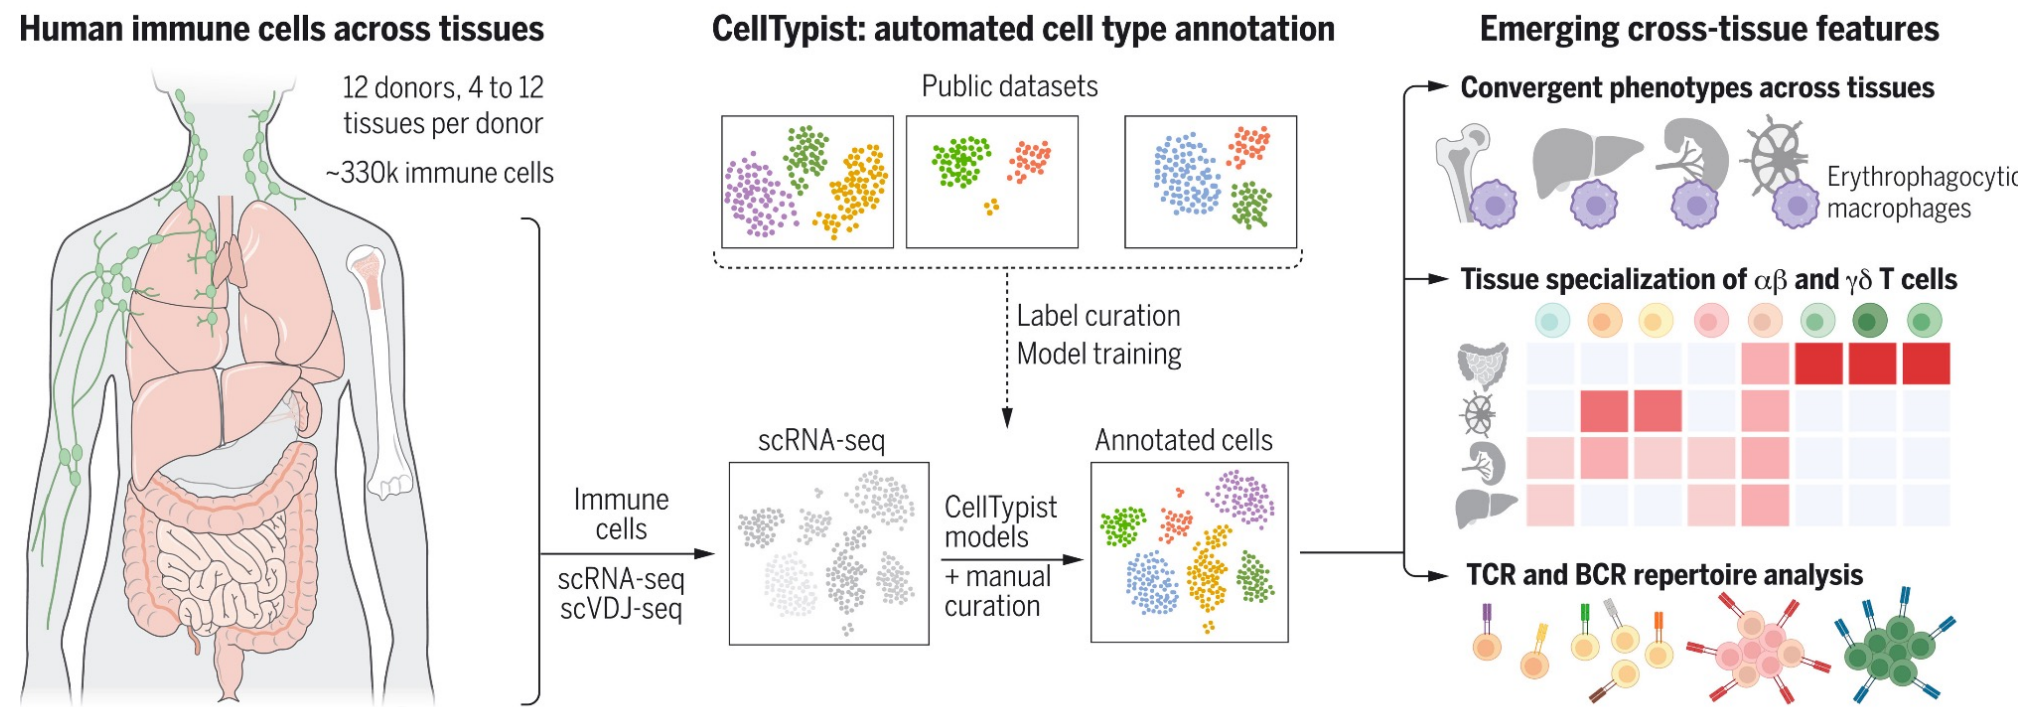 Human immune cells across tissues
12 donors, 4 to 12
tissues per donor
~330k immune cells
Immune
cells
scRNA-seq
scVDJ-seq
CellTypist: automated cell type annotation
Public datasets
Label curation
Model training
scRNA-seq
CellTypist
models
+ manual
curation
Annotated cells
Emerging cross-tissue features
Convergent phenotypes across tissues
Erythrophagocytic
macrophages
Tissue specialization of αβ and γδ T cells
TCR and BCR repertoire analysis